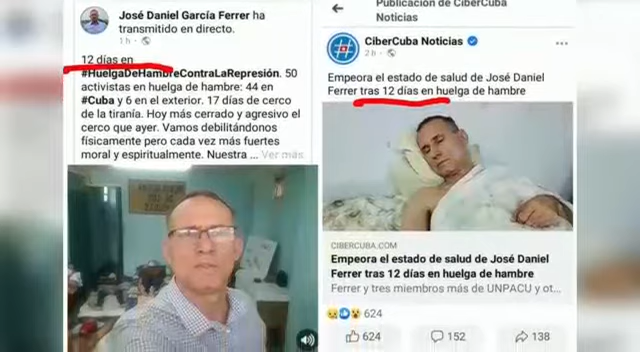 José Daniel García Ferrer ha
transmitido en directo.
1 h ·
12 días en
#HuelgaDeHambreContraLaRepresión. 50
activistas en huelga de hambre: 44 en
#Cuba y 6 en el exterior. 17 días de cerco
de tiranía. Hoy más cerrado y agresivo el
cerco que ayer. Vamos debilitándonos
físicamente pero cada vez más fuertes
moral y espiritualmente. Nuestra ... Ver más
Publicación de CiberCuba
Noticias
CiberCuba Noticias
2 h ·
Empeora el estado de salud de José Daniel
Ferrer tras 12 días en huelga de hambre
CIBERCUBA.COM
Empeora el estado de salud de José Daniel
Ferrer tras 12 días en huelga de hambre
Ferrer y tres miembros más de UNPACU y ot...
624
624
152
138